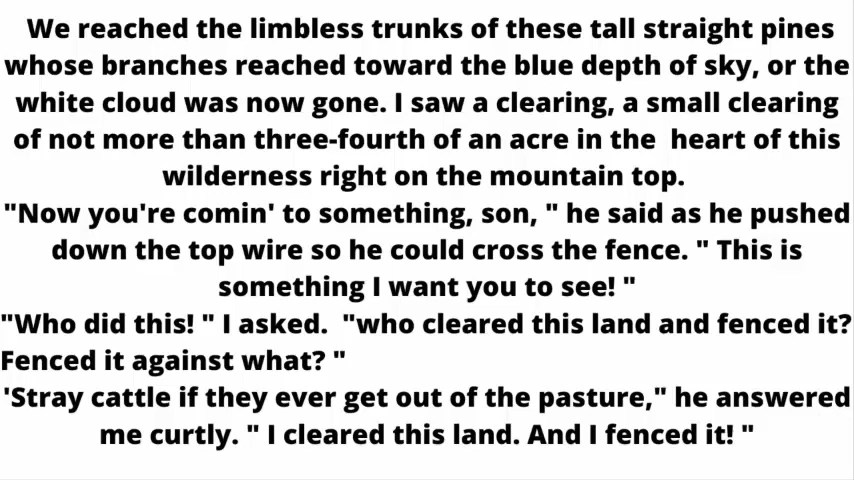 We reached the limbless trunks of these tall straight pines
whose branches reached toward the blue depth of sky, or the
white cloud was now gone. I saw a clearing, a small clearing
of not more than three-fourth of an acre in the  heart of this
wilderness right on the mountain top.
"Now you're comin' to something, son, " he said as he pushed
down the top wire so he could cross the fence. " This is
something I want you to see! "
"Who did this! " I asked.  "who cleared this land and fenced it?
Fenced it against what? "
'Stray cattle if they ever get out of the pasture," he answered
me curtly. " I cleared this land. And I fenced it! "